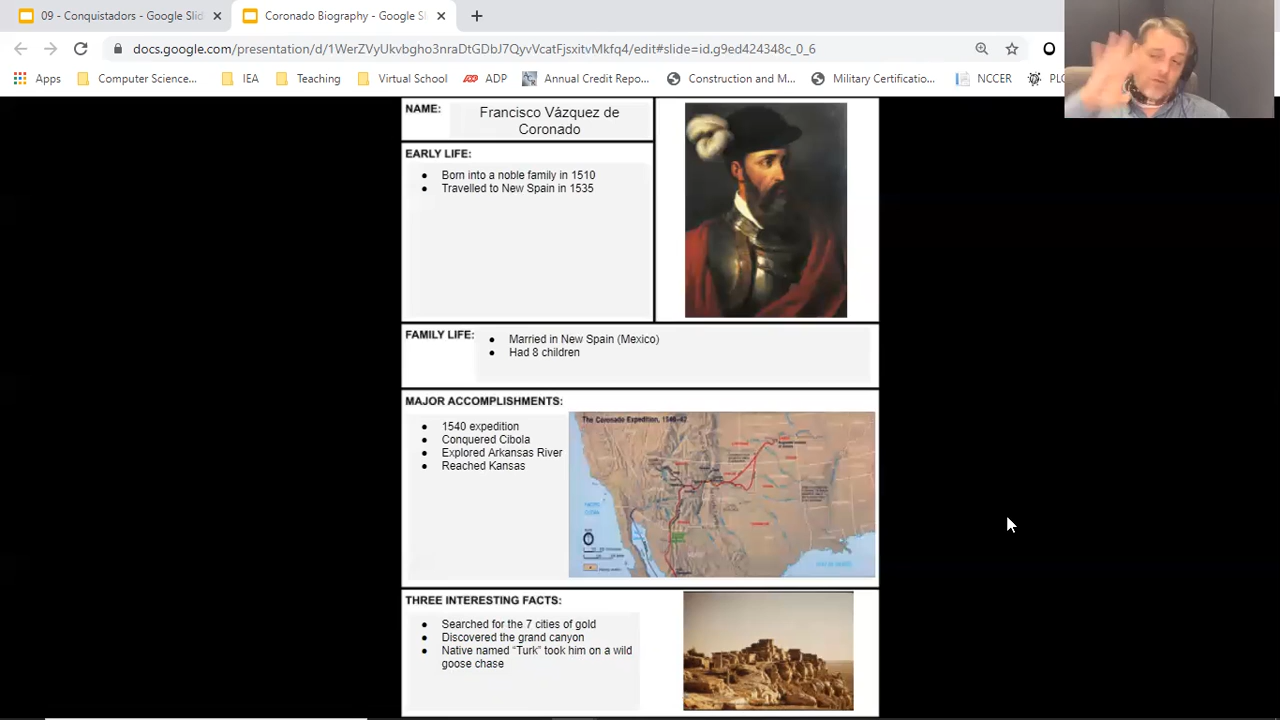 09 - Conquistadors - Google Slid
Coronado Biography - Google S
docs.google.com/presentation/d/1WerZVyUkvbgho3nraDtGDbJ7QyvVcatFjsxitvMkfq4/edit#slide=id.g9ed424348c_0_6
Apps
Computer Science...
IEA
Teaching
Virtual School
ADP
Annual Credit Repo...
Construction and M...
Military Certificatio...
NCCER
PLC
NAME:
Francisco Vázquez de
Coronado
EARLY LIFE:
● Born into a noble family in 1510
● Travelled to New Spain in 1535
FAMILY LIFE:
● Married in New Spain (Mexico)
● Had 8 children
MAJOR ACCOMPLISHMENTS:
● 1540 expedition
● Conquered Cibola
● Explored Arkansas River
● Reached Kansas
The Coronado Expedition, 1540-42
THREE INTERESTING FACTS:
● Searched for the 7 cities of gold
● Discovered the grand canyon
● Native named “Turk” took him on a wild
goose chase